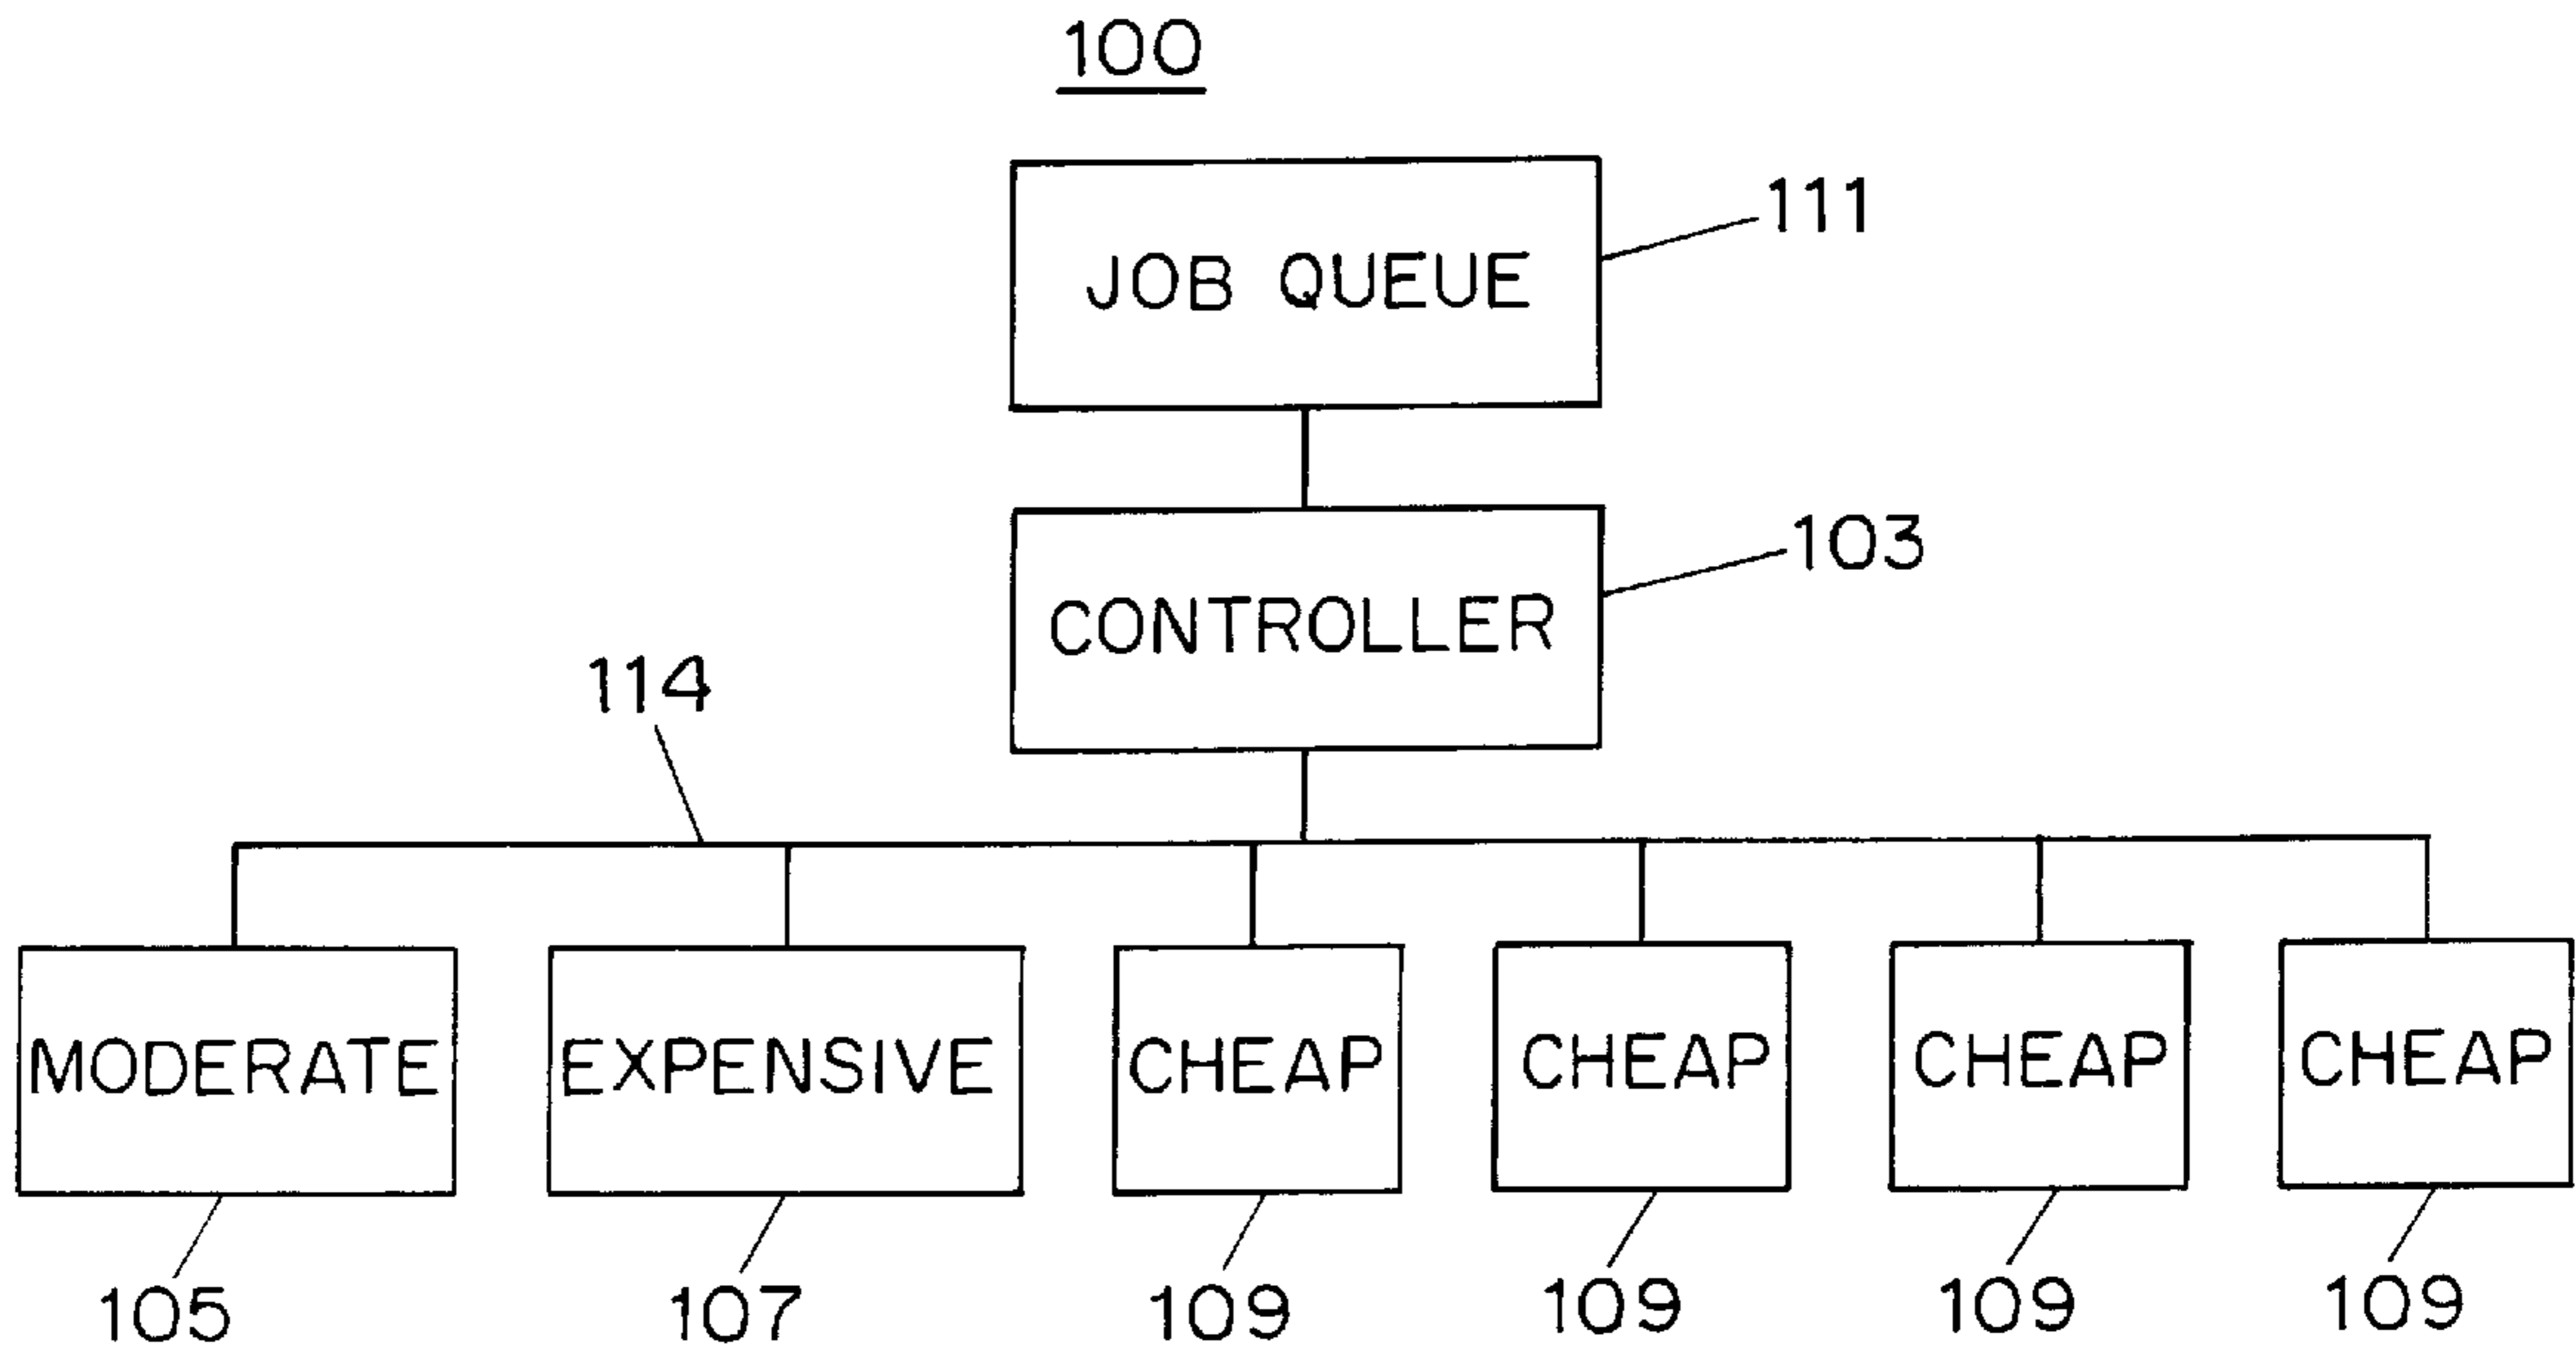 100
JOB QUEUE
111
CONTROLLER
103
114
MODERATE
EXPENSIVE
CHEAP
CHEAP
CHEAP
CHEAP
105
107
109
109
109
109